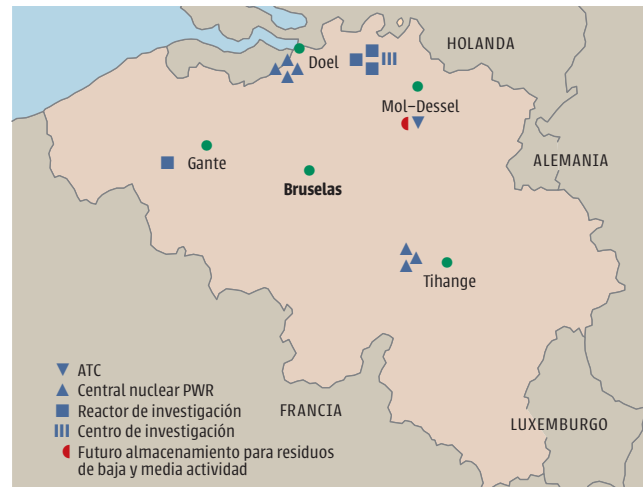 HOLANDA
Doel
Mol–Dessel
ALEMANIA
Gante
Bruselas
Tihange
ATC
Central nuclear PWR
Reactor de investigación
FRANCIA
LUXEMBURGO
Centro de investigación
Futuro almacenamiento para residuos
de baja y media actividad